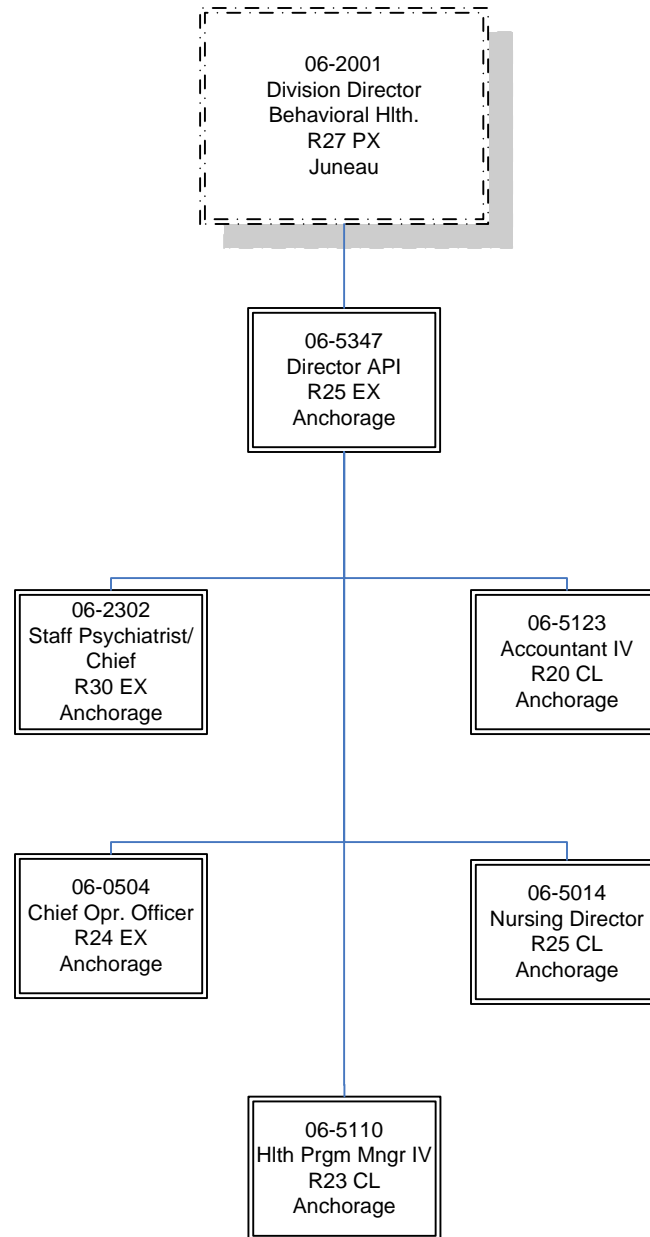 06-2001
Division Director
Behavioral Hlth.
R27 PX
Juneau
06-5347
Director API
R25 EX
Anchorage
06-2302
Staff Psychiatrist/
Chief
R30 EX
Anchorage
06-5123
Accountant IV
R20 CL
Anchorage
06-0504
Chief Opr. Officer
R24 EX
Anchorage
06-5014
Nursing Director
R25 CL
Anchorage
06-5110
Hlth Prgm Mngr IV
R23 CL
Anchorage